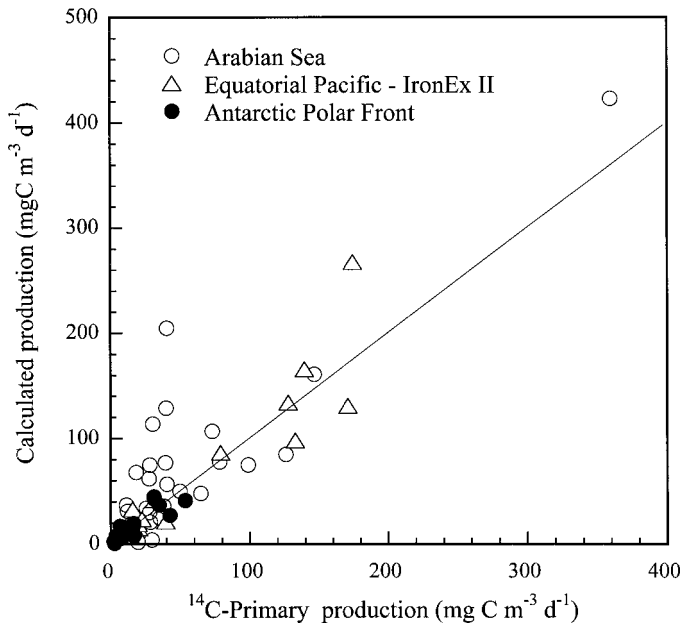 500
400
300
200
100
0
Calculated production (mgC m⁻³ d⁻¹)
Arabian Sea
Equatorial Pacific - IronEx II
Antarctic Polar Front
0
100
200
300
400
¹⁴C-Primary production (mg C m⁻³ d⁻¹)